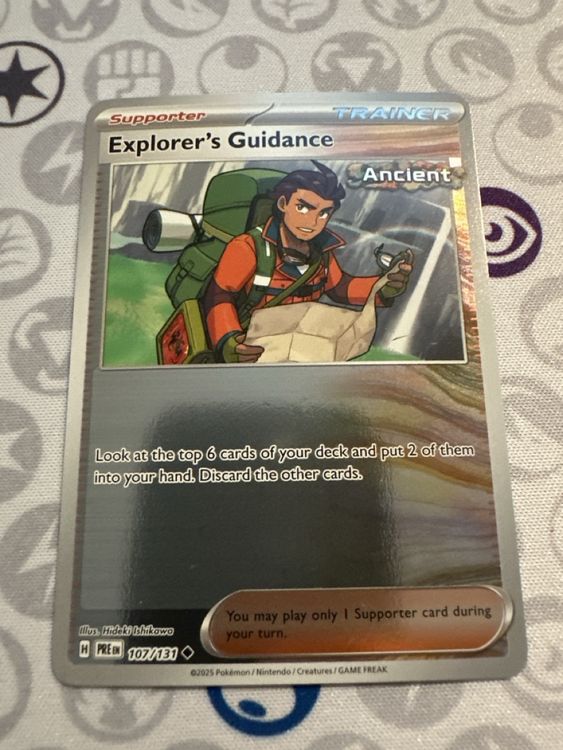 Supporter
TRAINER
Explorer's Guidance
Ancient
Look at the top 6 cards of your deck and put 2 of them
into your hand. Discard the other cards.
You may play only 1 Supporter card during
your turn.
Illus. Hideki Ishikawa
H PRE EN 107/131
©2025 Pokémon / Nintendo / Creatures / GAME FREAK